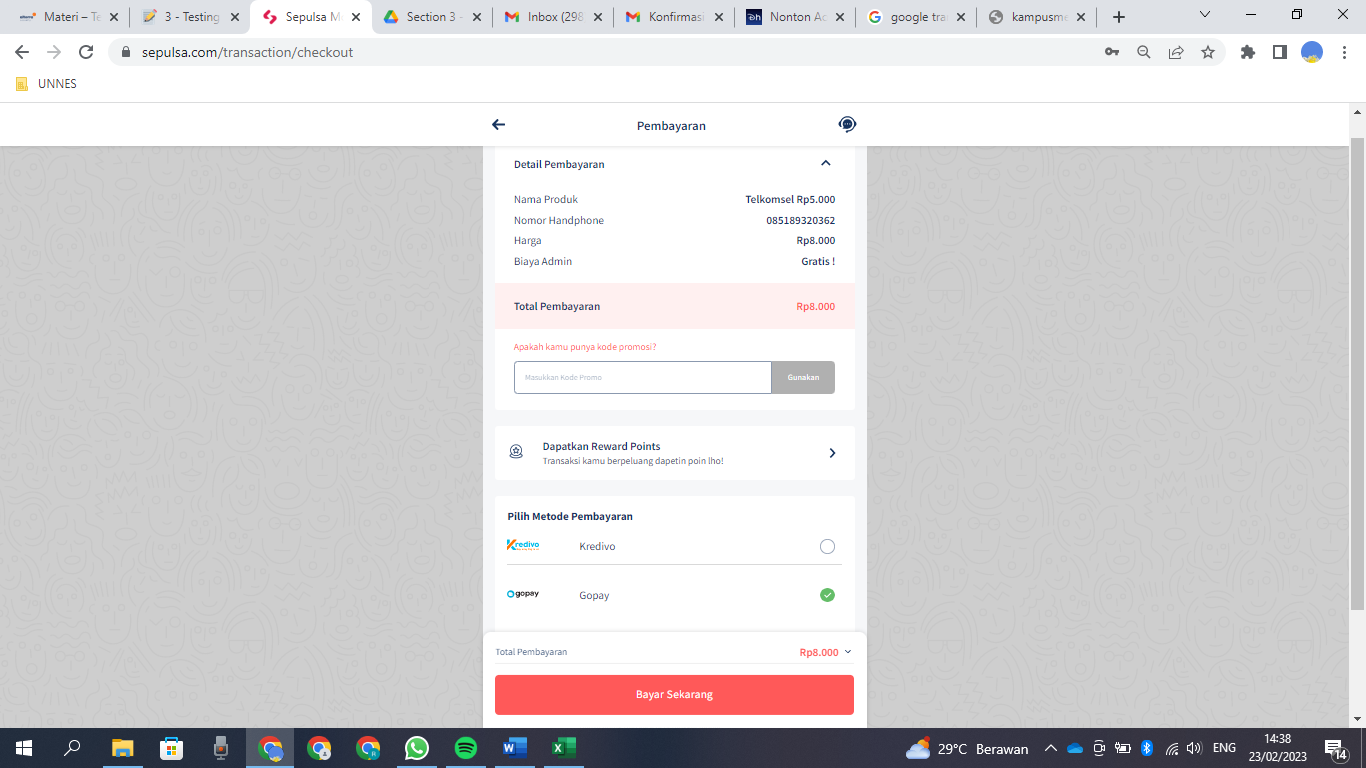 Materi – Te
3 - Testing
Sepulsa M
Section 3 -
Inbox (298
Konfirmasi
Dh
Nonton Ac
google tra
kampusme
sepulsa.com/transaction/checkout
UNNES
Pembayaran
Detail Pembayaran
Nama Produk Telkomsel Rp5.000
Nomor Handphone 085189320362
Harga Rp8.000
Biaya Admin Gratis !
Total Pembayaran Rp8.000
Apakah kamu punya kode promosi?
Masukkan Kode Promo Gunakan
Dapatkan Reward Points
Transaksi kamu berpeluang dapetin poin lho!
Pilih Metode Pembayaran
Kredivo Kredivo
gopay Gopay
Total Pembayaran Rp8.000
Bayar Sekarang
29°C Berawan
ENG
14:38
23/02/2023
14